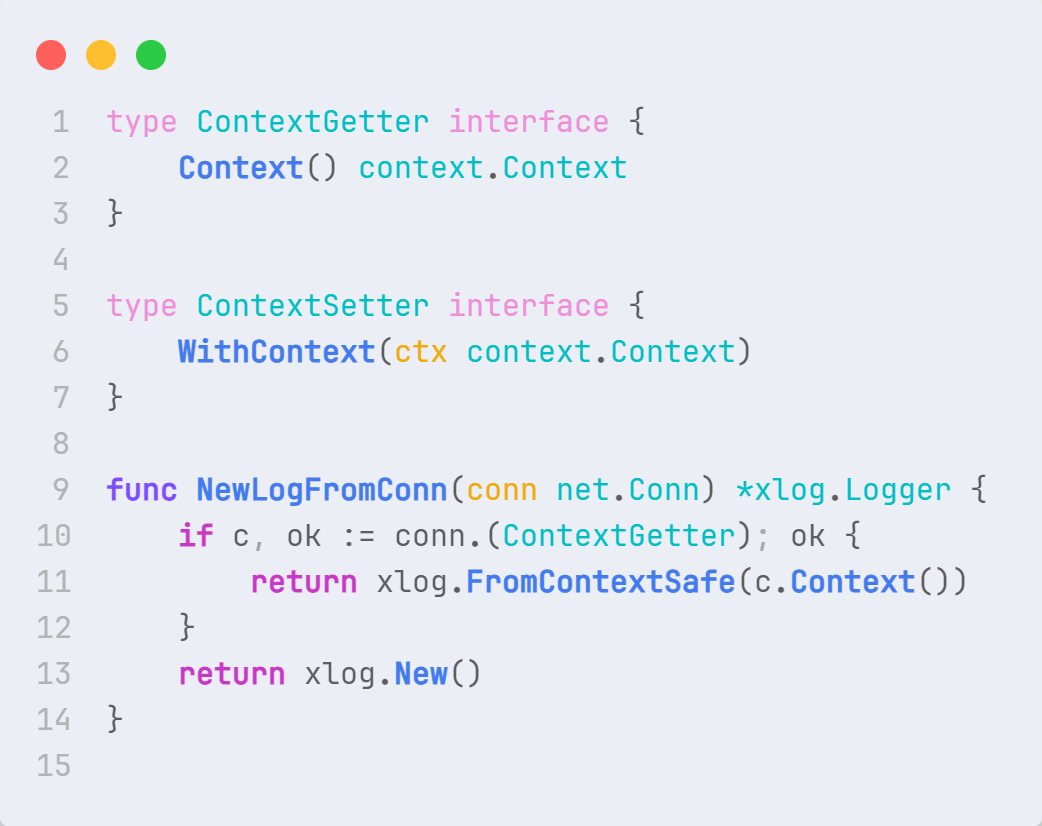 1 type ContextGetter interface {
2     Context() context.Context
3 }
4
5 type ContextSetter interface {
6     WithContext(ctx context.Context)
7 }
8
9 func NewLogFromConn(conn net.Conn) *xlog.Logger {
10     if c, ok := conn.(ContextGetter); ok {
11         return xlog.FromContextSafe(c.Context())
12     }
13     return xlog.New()
14 }
15